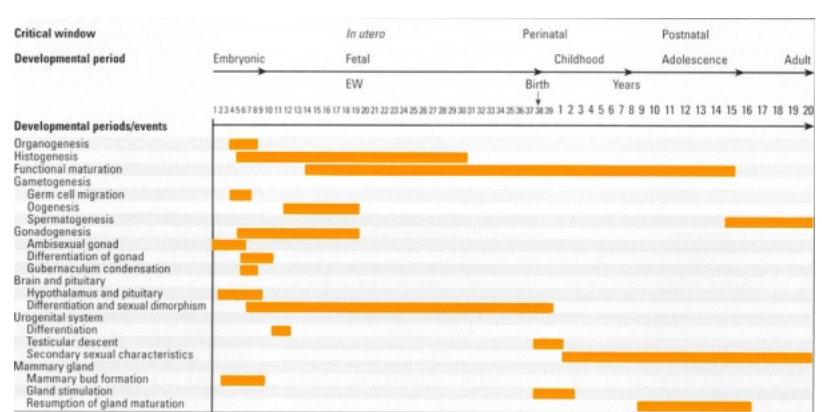 Critical window In utero Perinatal Postnatal
Developmental period Embryonic Fetal Childhood Adolescence Adult
EW Birth Years
1 2 3 4 5 6 7 8 9 10 11 12 13 14 15 16 17 18 19 20 21 22 23 24 25 26 27 28 29 30 31 32 33 34 35 36 37 38 39 1 2 3 4 5 6 7 8 9 10 11 12 13 14 15 16 17 18 19 20
Developmental periods/events
Organogenesis
Histogenesis
Functional maturation
Gametogenesis
Germ cell migration
Oogenesis
Spermatogenesis
Gonadogenesis
Ambisexual gonad
Differentiation of gonad
Gubernaculum condensation
Brain and pituitary
Hypothalamus and pituitary
Differentiation and sexual dimorphism
Urogenital system
Differentiation
Testicular descent
Secondary sexual characteristics
Mammary gland
Mammary bud formation
Gland stimulation
Resumption of gland maturation